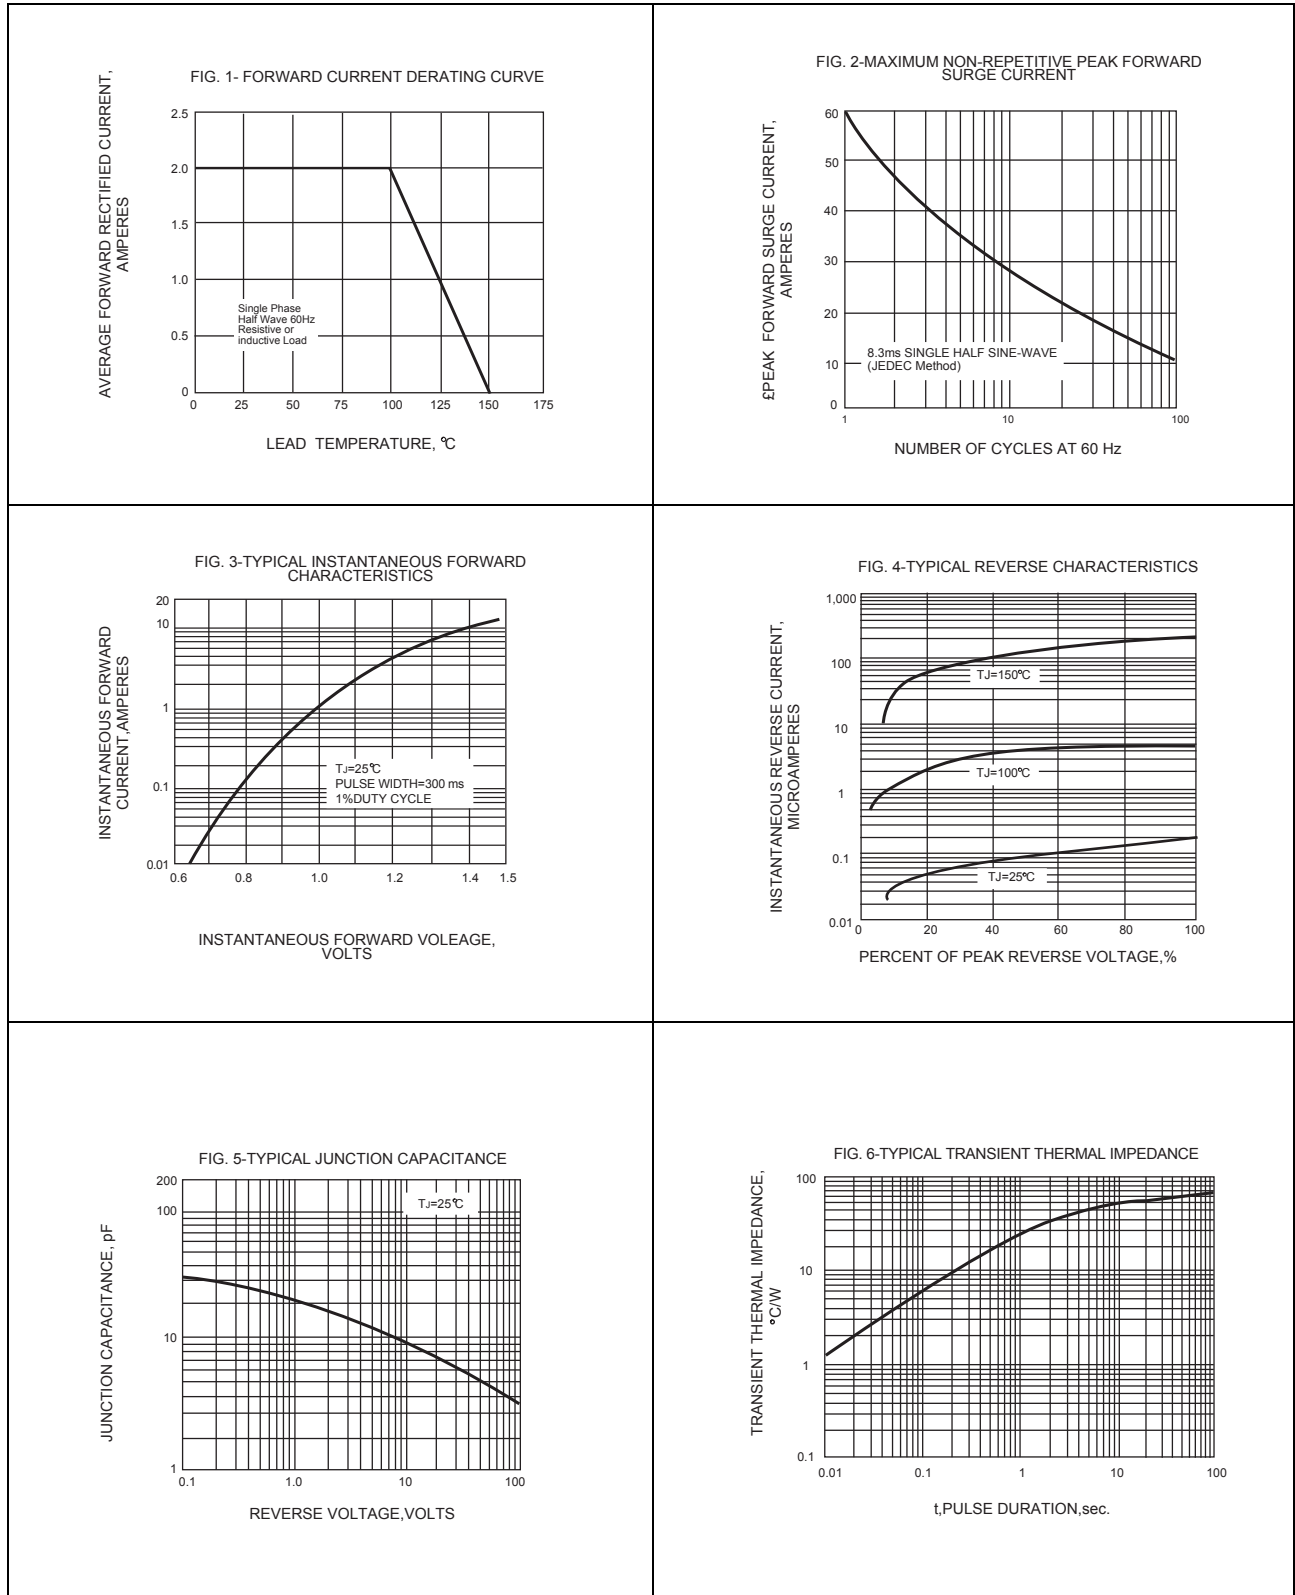 FIG. 1- FORWARD CURRENT DERATING CURVE
AVERAGE FORWARD RECTIFIED CURRENT,
AMPERES
2.5
2.0
1.5
1.0
0.5
0
Single Phase
Half Wave 60Hz
Resistive or
inductive Load
0 25 50 75 100 125 150 175
LEAD TEMPERATURE, °C
FIG. 2-MAXIMUM NON-REPETITIVE PEAK FORWARD
SURGE CURRENT
£PEAK FORWARD SURGE CURRENT,
AMPERES
60
50
40
30
20
10
0
8.3ms SINGLE HALF SINE-WAVE
(JEDEC Method)
1 10 100
NUMBER OF CYCLES AT 60 Hz
FIG. 3-TYPICAL INSTANTANEOUS FORWARD
CHARACTERISTICS
INSTANTANEOUS FORWARD
CURRENT,AMPERES
20
10
1
0.1
0.01
TJ=25°C
PULSE WIDTH=300 ms
1%DUTY CYCLE
0.6 0.8 1.0 1.2 1.4 1.5
INSTANTANEOUS FORWARD VOLEAGE,
VOLTS
FIG. 4-TYPICAL REVERSE CHARACTERISTICS
INSTANTANEOUS REVERSE CURRENT,
MICROAMPERES
1,000
100
10
1
0.1
0.01
TJ=150°C
TJ=100°C
TJ=25°C
0 20 40 60 80 100
PERCENT OF PEAK REVERSE VOLTAGE,%
FIG. 5-TYPICAL JUNCTION CAPACITANCE
JUNCTION CAPACITANCE, pF
200
100
10
1
TJ=25°C
0.1 1.0 10 100
REVERSE VOLTAGE,VOLTS
FIG. 6-TYPICAL TRANSIENT THERMAL IMPEDANCE
TRANSIENT THERMAL IMPEDANCE,
°C/W
100
10
1
0.1
0.01 0.1 1 10 100
t,PULSE DURATION,sec.